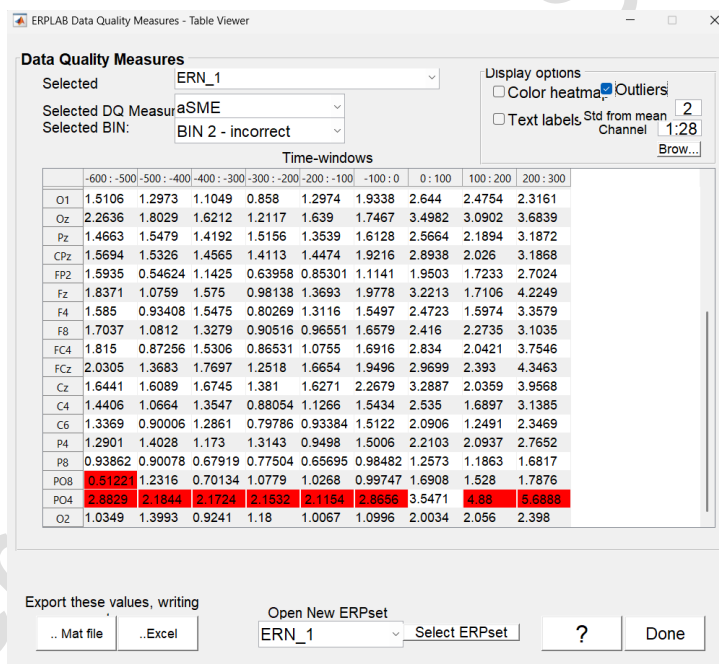 ERPLAB Data Quality Measures - Table Viewer
Data Quality Measures
Selected ERN_1
Selected DQ Measur aSME
Selected BIN: BIN 2 - incorrect
Display options
Color heatmap Outliers
Text labels Std from mean 2
Channel 1:28
Brow...
Time-windows
-600 : -500 -500 : -400 -400 : -300 -300 : -200 -200 : -100 -100 : 0 0 : 100 100 : 200 200 : 300
O1 1.5106 1.2973 1.1049 0.858 1.2974 1.9338 2.644 2.4754 2.3161
Oz 2.2636 1.8029 1.6212 1.2117 1.639 1.7467 3.4982 3.0902 3.6839
Pz 1.4663 1.5479 1.4192 1.5156 1.3539 1.6128 2.5664 2.1894 3.1872
CPz 1.5694 1.5326 1.4565 1.4113 1.4474 1.9216 2.8938 2.026 3.1868
FP2 1.5935 0.54624 1.1425 0.63958 0.85301 1.1141 1.9503 1.7233 2.7024
Fz 1.8371 1.0759 1.575 0.98138 1.3693 1.9778 3.2213 1.7106 4.2249
F4 1.585 0.93408 1.5475 0.80269 1.3116 1.5497 2.4723 1.5974 3.3579
F8 1.7037 1.0812 1.3279 0.90516 0.96551 1.6579 2.416 2.2735 3.1035
FC4 1.815 0.87256 1.5306 0.86531 1.0755 1.6916 2.834 2.0421 3.7546
FCz 2.0305 1.3683 1.7697 1.2518 1.6654 1.9496 2.9699 2.393 4.3463
Cz 1.6441 1.6089 1.6745 1.381 1.6271 2.2679 3.2887 2.0359 3.9568
C4 1.4406 1.0664 1.3547 0.88054 1.1266 1.5434 2.535 1.6897 3.1385
C6 1.3369 0.90006 1.2861 0.79786 0.93384 1.5122 2.0906 1.2491 2.3469
P4 1.2901 1.4028 1.173 1.3143 0.9498 1.5006 2.2103 2.0937 2.7652
P8 0.93862 0.90078 0.67919 0.77504 0.65695 0.98482 1.2573 1.1863 1.6817
PO8 0.51221 1.2316 0.70134 1.0779 1.0268 0.99747 1.6908 1.528 1.7876
PO4 2.8829 2.1844 2.1724 2.1532 2.1154 2.8656 3.5471 4.88 5.6888
O2 1.0349 1.3993 0.9241 1.18 1.0067 1.0996 2.0034 2.056 2.398
Export these values, writing
Open New ERPset
.. Mat file ..Excel ERN_1 Select ERPset ? Done